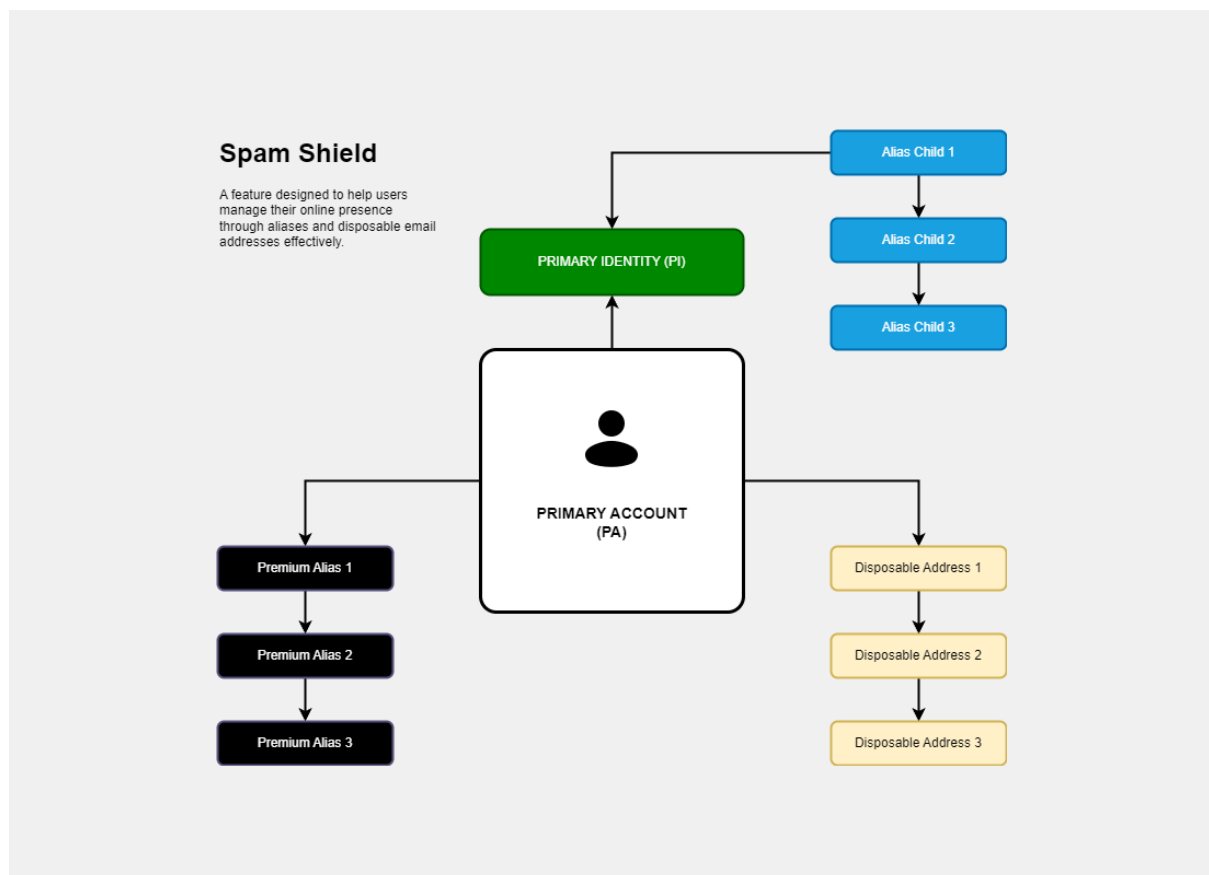 Spam Shield
A feature designed to help users
manage their online presence
through aliases and disposable email
addresses effectively.
Alias Child 1
Alias Child 2
Alias Child 3
PRIMARY IDENTITY (PI)
PRIMARY ACCOUNT
(PA)
Premium Alias 1
Premium Alias 2
Premium Alias 3
Disposable Address 1
Disposable Address 2
Disposable Address 3